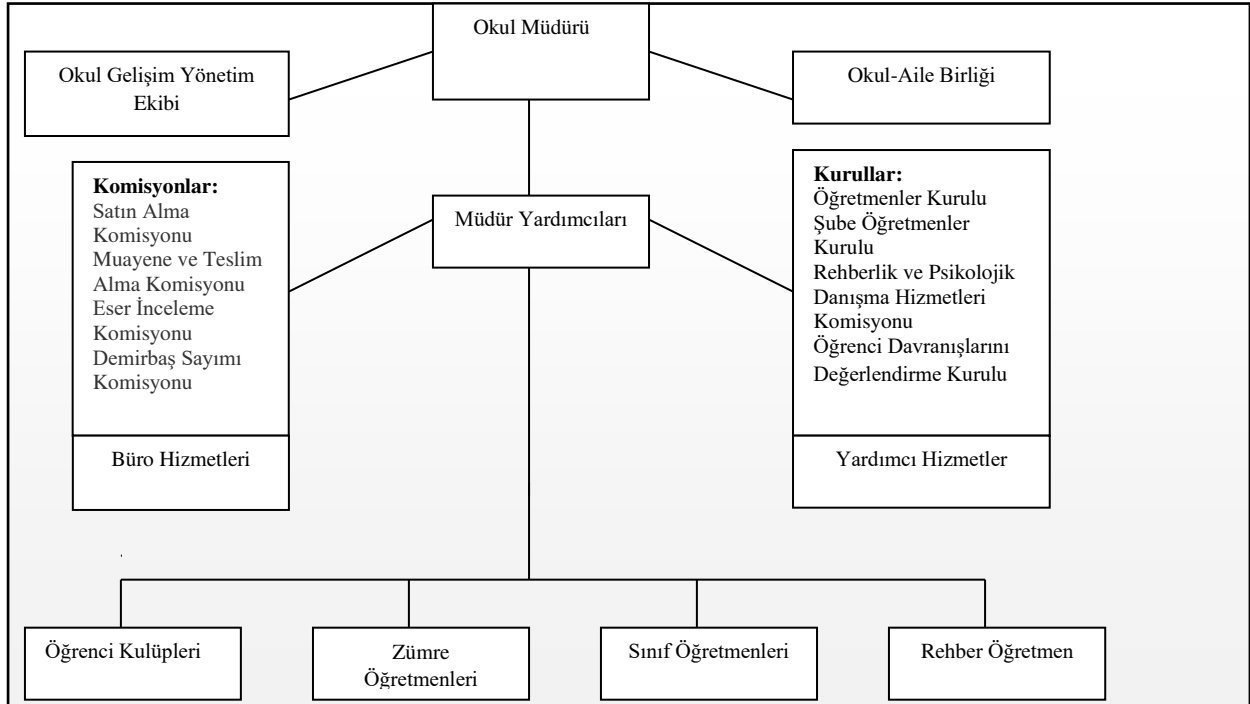 Okul Müdürü
Okul Gelişim Yönetim
Ekibi
Okul-Aile Birliği
Komisyonlar:
Satın Alma
Komisyonu
Muayene ve Teslim
Alma Komisyonu
Eser İnceleme
Komisyonu
Demirbaş Sayımı
Komisyonu
Müdür Yardımcıları
Kurullar:
Öğretmenler Kurulu
Şube Öğretmenler
Kurulu
Rehberlik ve Psikolojik
Danışma Hizmetleri
Komisyonu
Öğrenci Davranışlarını
Değerlendirme Kurulu
Büro Hizmetleri
Yardımcı Hizmetler
Öğrenci Kulüpleri
Zümre
Öğretmenleri
Sınıf Öğretmenleri
Rehber Öğretmen